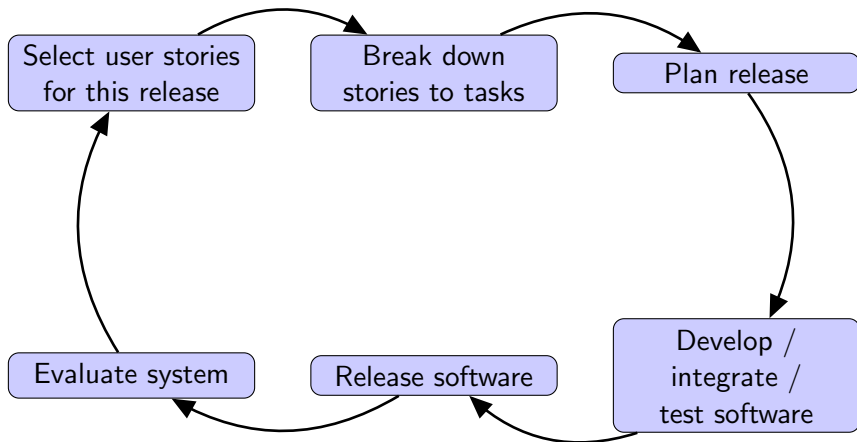 Select user stories
for this release
Break down
stories to tasks
Plan release
Develop /
integrate /
test software
Release software
Evaluate system